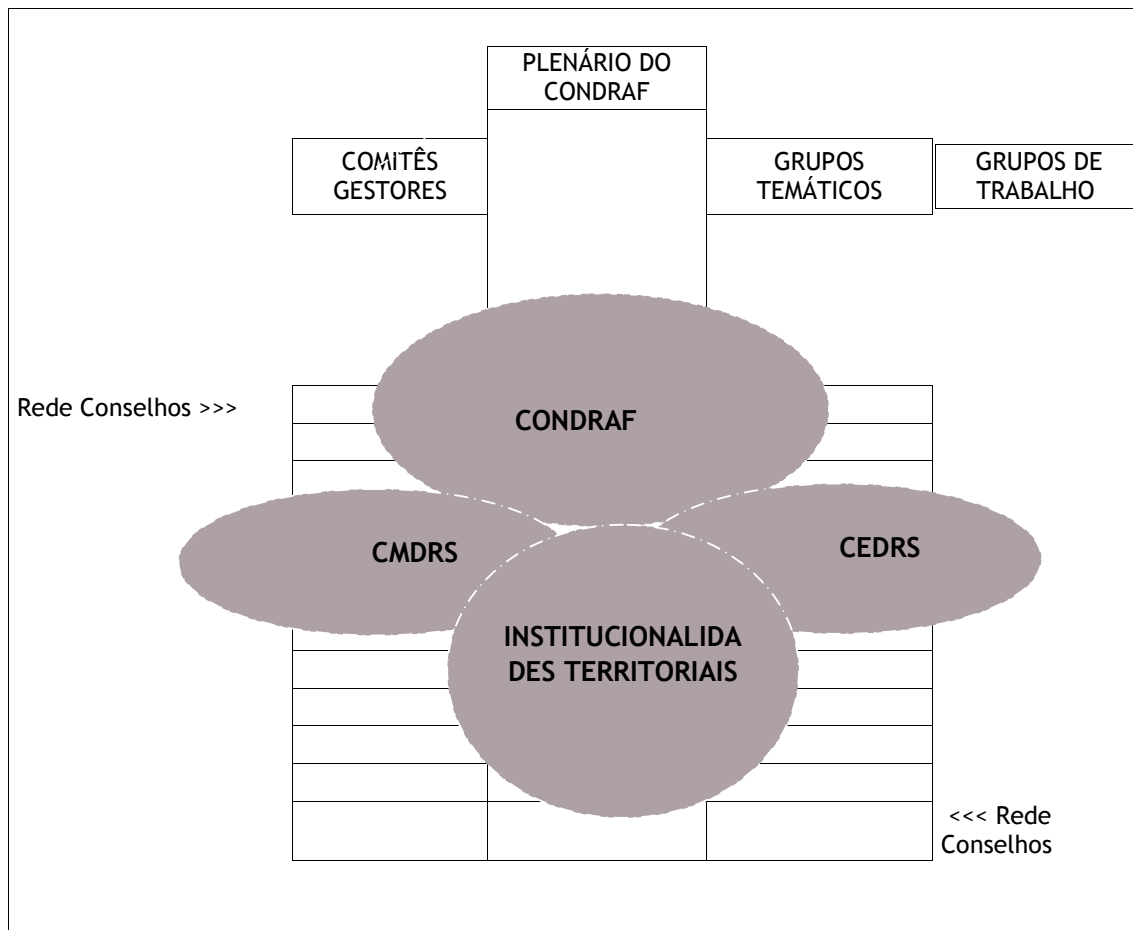 PLENÁRIO DO
CONDRAF
COMITÊS
GESTORES
GRUPOS
TEMÁTICOS
GRUPOS DE
TRABALHO
Rede Conselhos >>>
CONDRAF
CMDRS
CEDRS
INSTITUCIONALIDA
DES TERRITORIAIS
<<< Rede
Conselhos